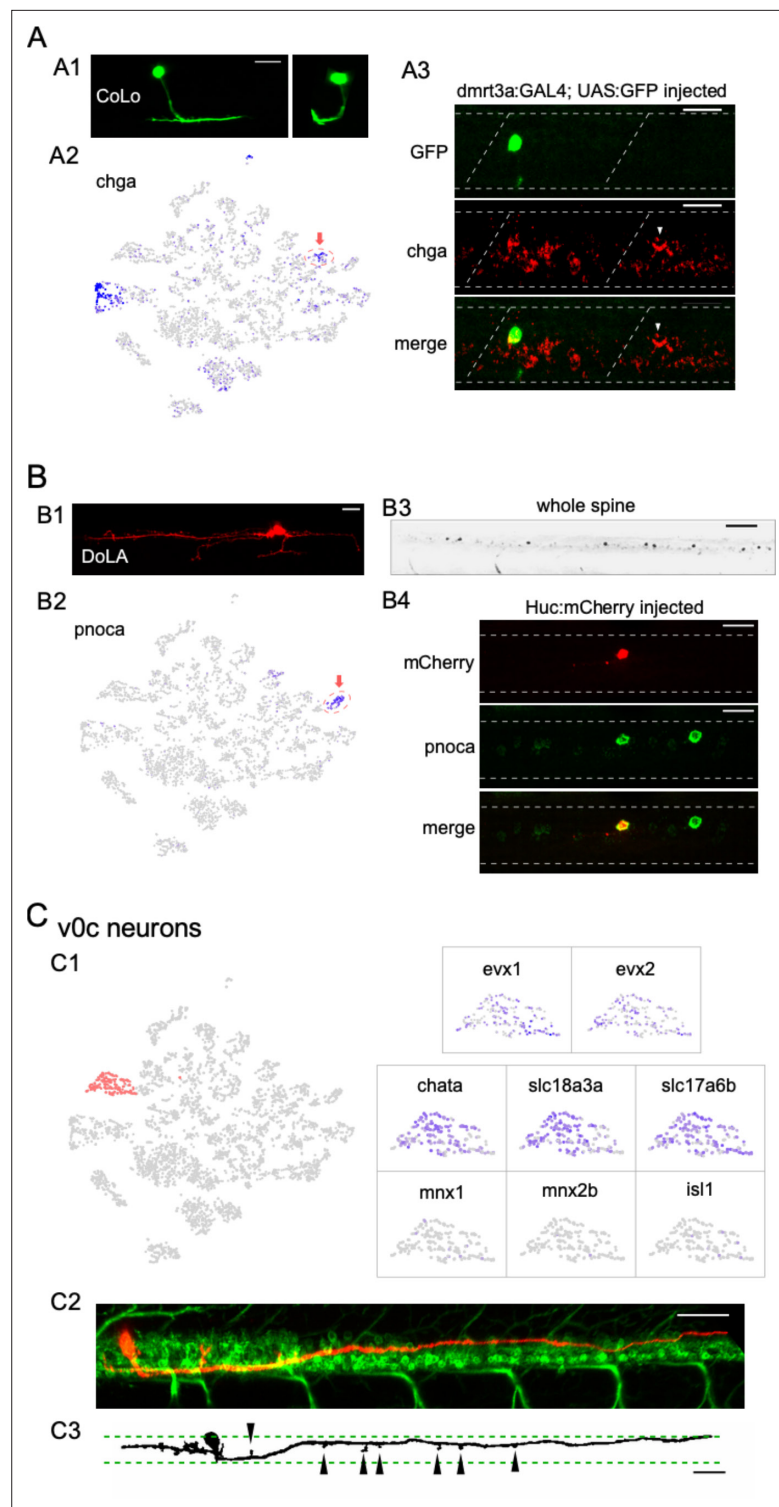 A
A1
CoLo
A2
chga
A3
dmrt3a:GAL4; UAS:GFP injected
GFP
chga
merge
B
B1
DoLA
B2
pnoca
B3
whole spine
B4
Huc:mCherry injected
mCherry
pnoca
merge
C
v0c neurons
C1
evx1 evx2
chata slc18a3a slc17a6b
mnx1 mnx2b isl1
C2
C3